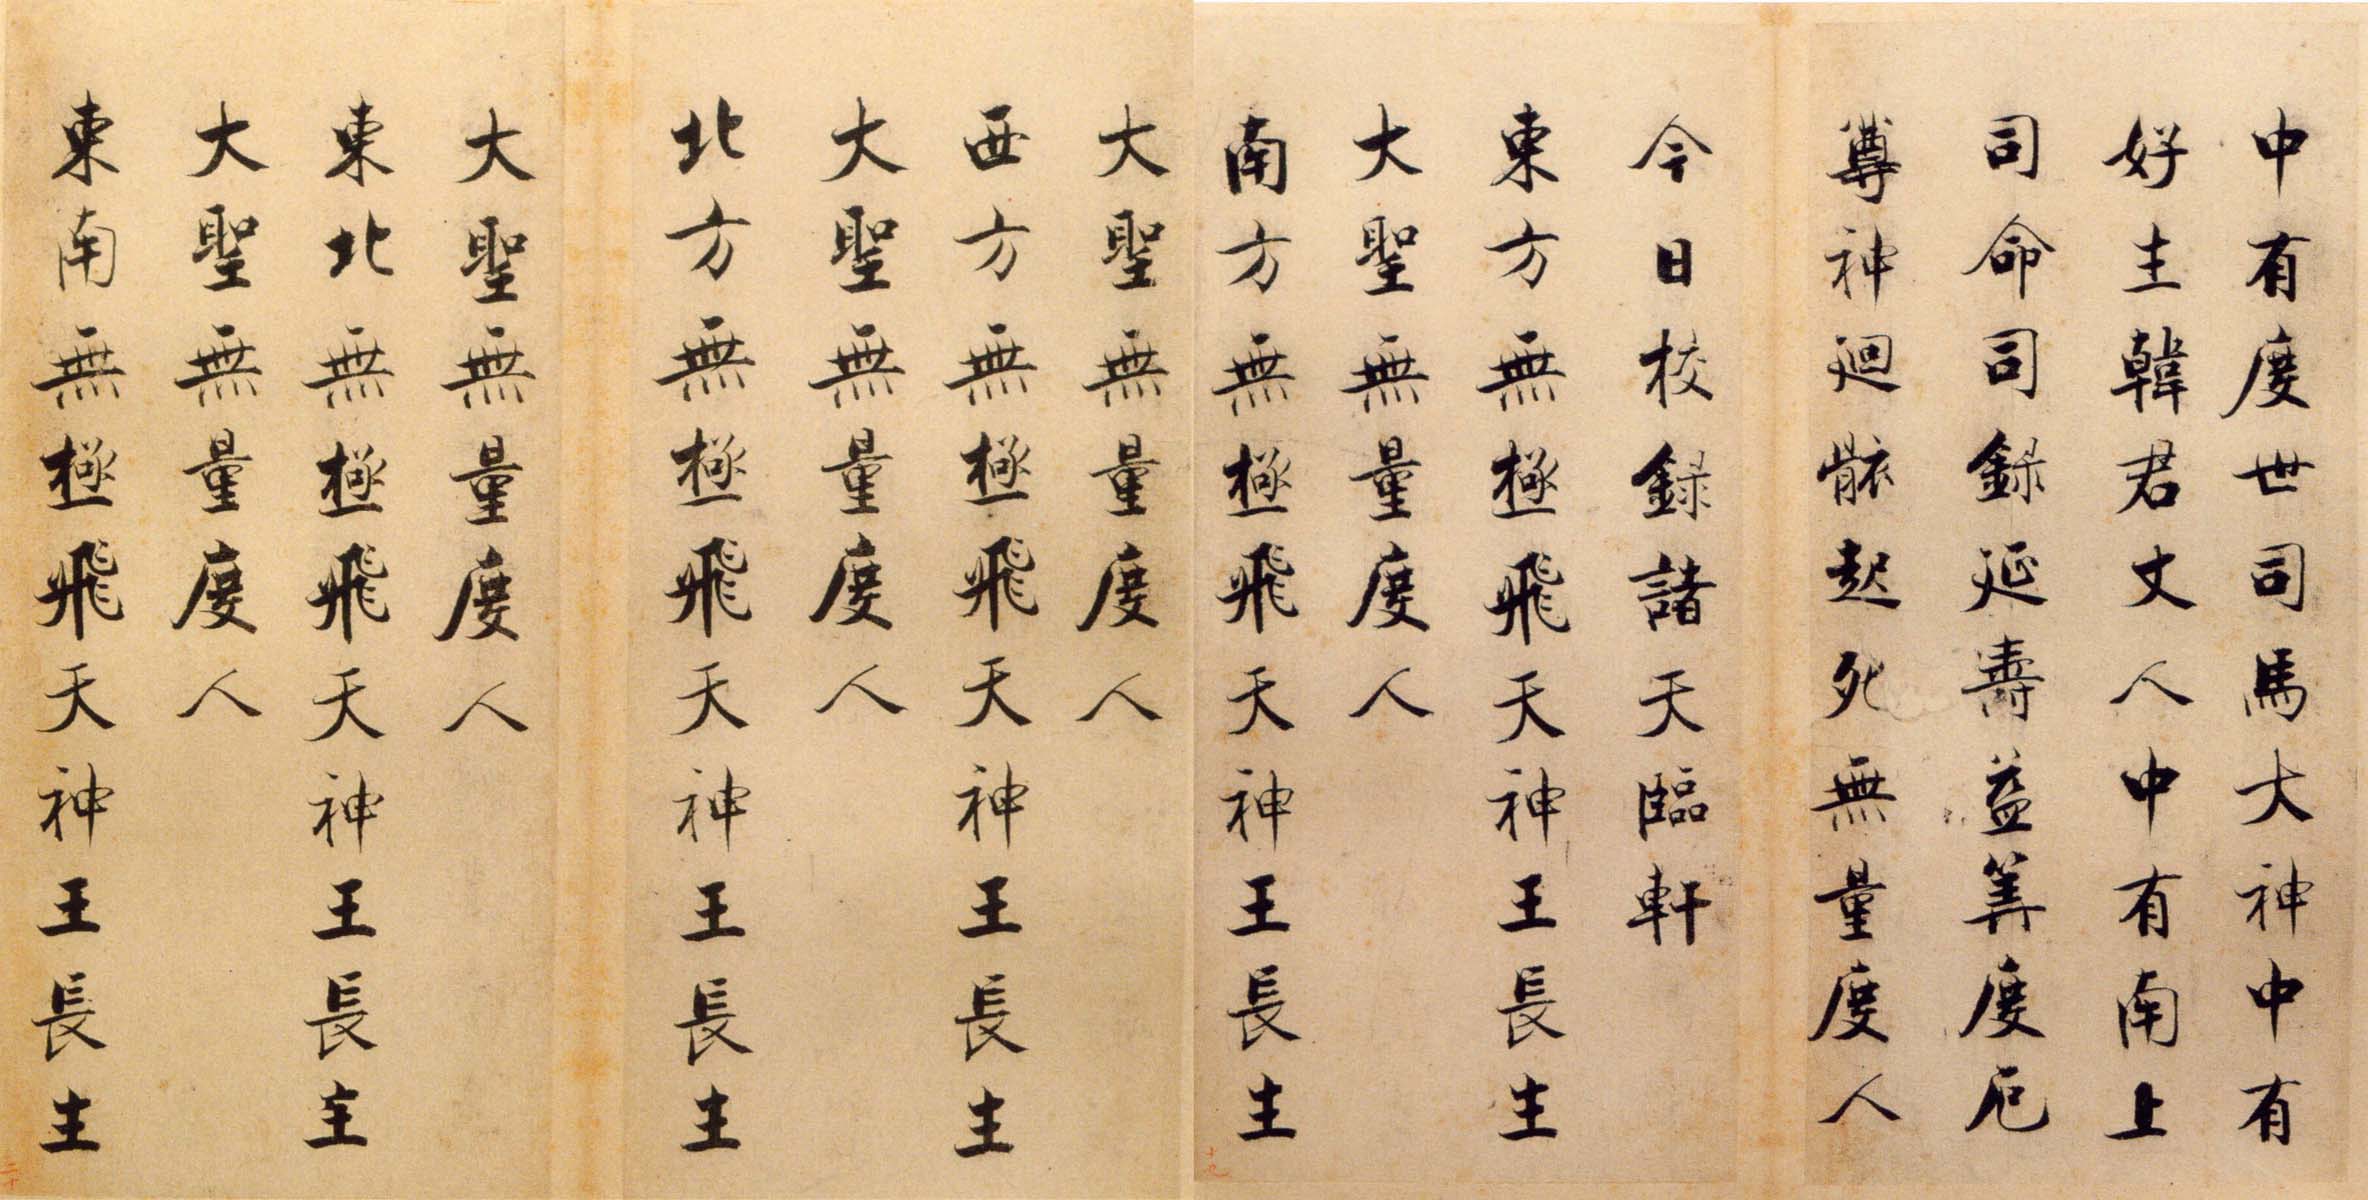 中有度世司馬大神中有
好生韓君丈人中有南上
司命司録延壽益筭度厄
尊神迴骸起死無量度人
今日校録諸天臨軒
東方無極飛天神王長生
大聖無量度人
南方無極飛天神王長生
十九
大聖無量度人
西方無極飛天神王長生
大聖無量度人
北方無極飛天神王長生
大聖無量度人
東北無極飛天神王長生
大聖無量度人
東南無極飛天神王長生
二十